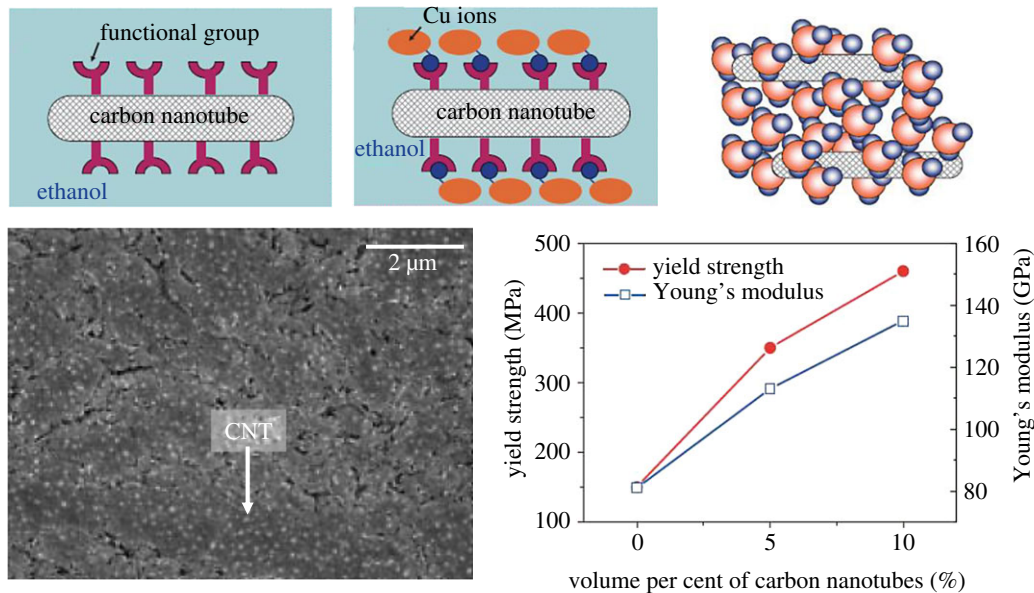 functional group
carbon nanotube
ethanol
Cu ions
carbon nanotube
ethanol
2 µm
CNT
500
400
300
200
100
yield strength (MPa)
yield strength
Young's modulus
160
140
120
100
80
Young's modulus (GPa)
0
5
10
volume per cent of carbon nanotubes (%)